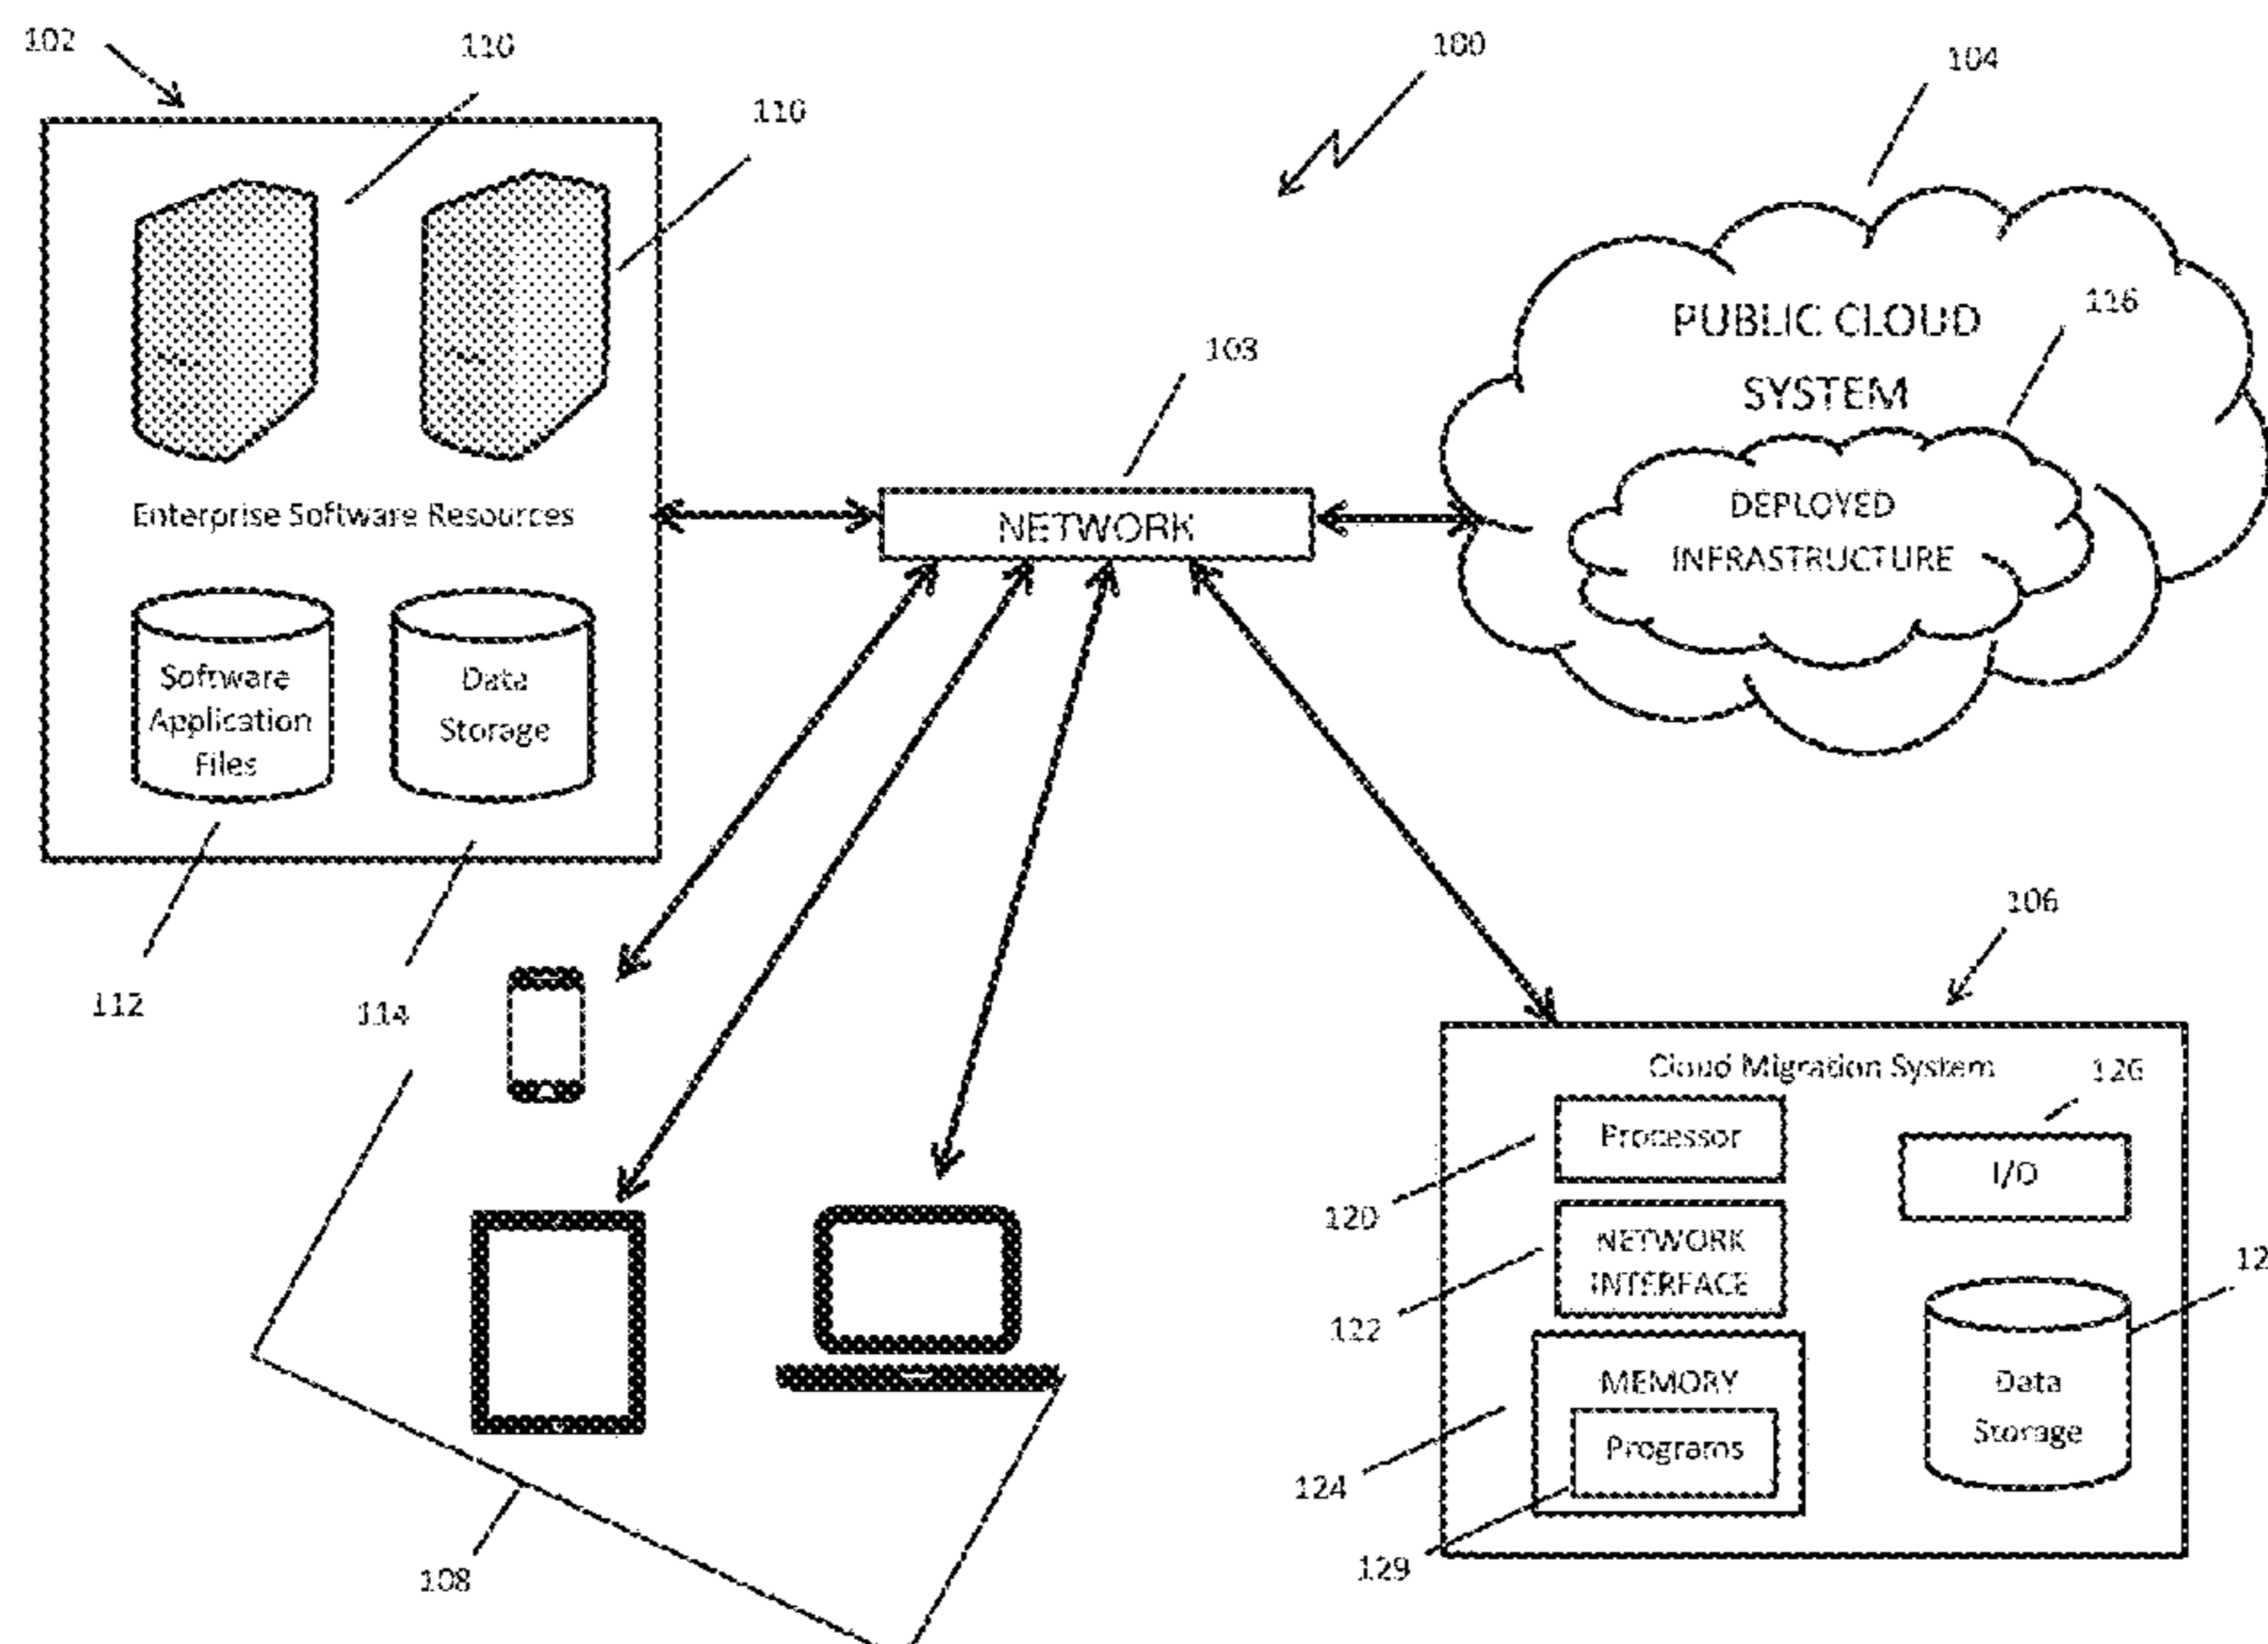 102
110
110
100
104
PUBLIC CLOUD
SYSTEM
116
103
Enterprise Software Resources
NETWORK
DEPLOYED
INFRASTRUCTURE
Software
Application
Files
Data
Storage
112
114
106
Cloud Migration System
Processor
126
I/O
120
NETWORK
INTERFACE
122
12
MEMORY
Programs
124
129
Data
Storage
108